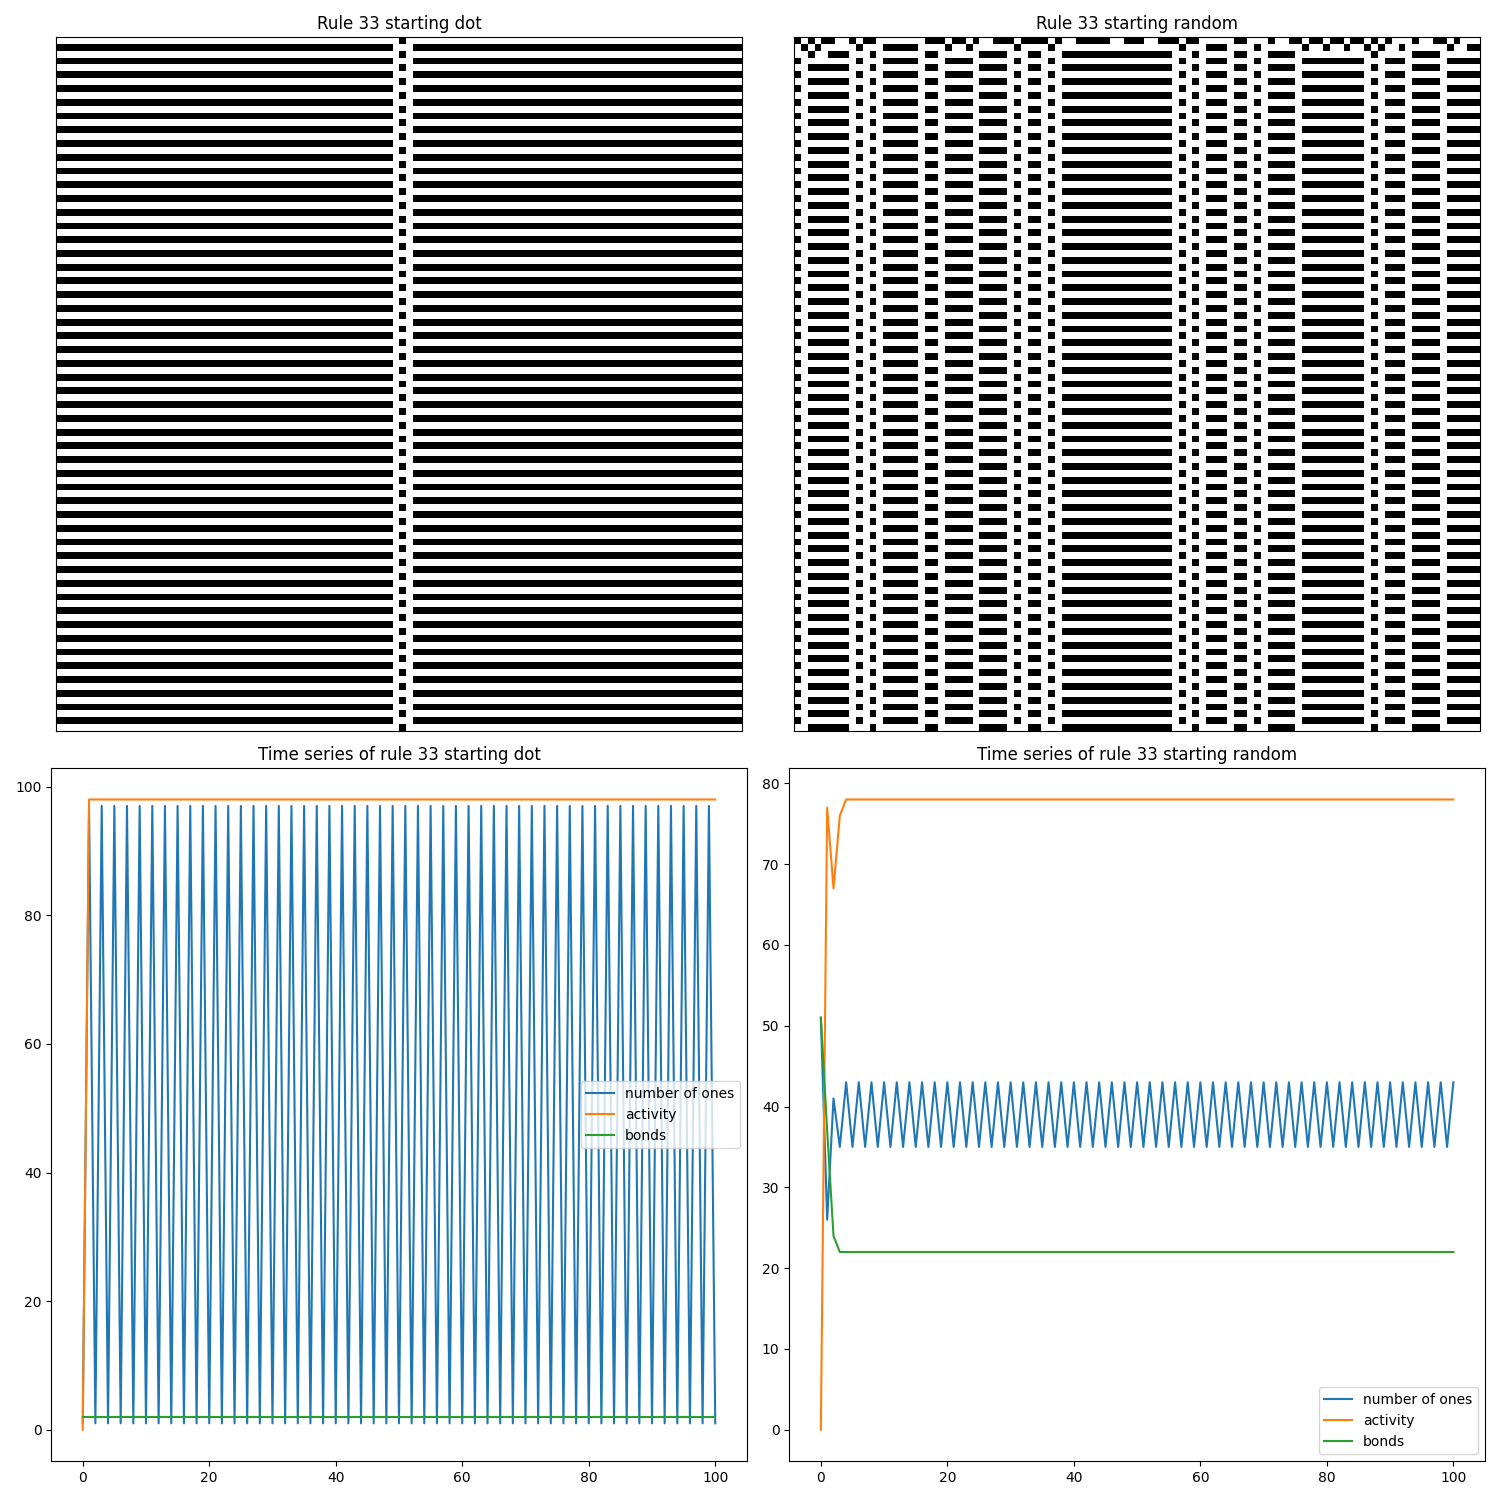 Rule 33 starting dot
Rule 33 starting random
Time series of rule 33 starting dot
100
80
60
40
20
0
0 20 40 60 80 100
number of ones
activity
bonds
Time series of rule 33 starting random
80
70
60
50
40
30
20
10
0
0 20 40 60 80 100
number of ones
activity
bonds